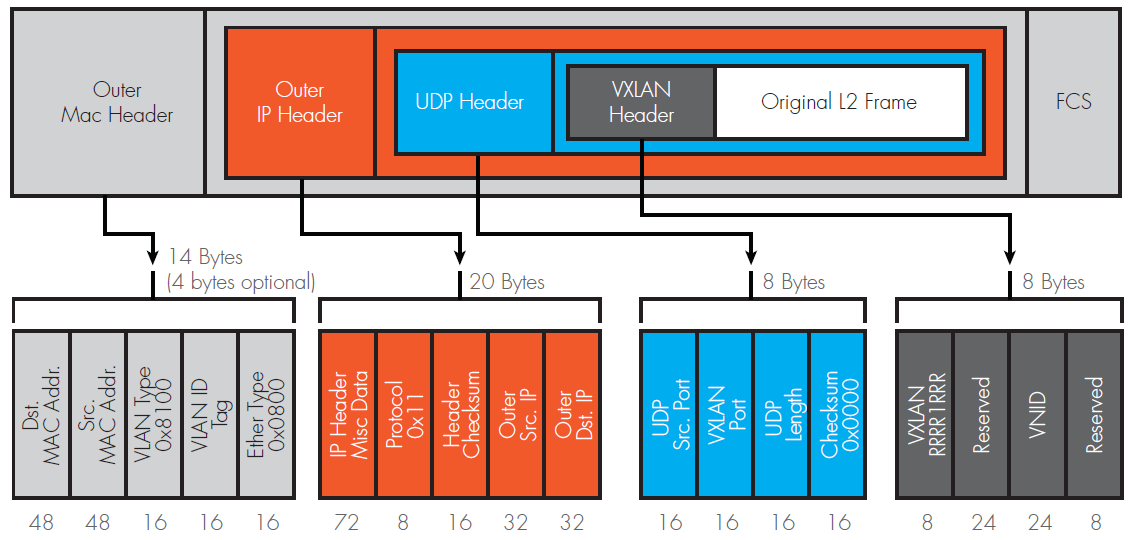 Outer
Mac Header
Outer
IP Header
UDP Header
VXLAN
Header
Original L2 Frame
FCS
14 Bytes
(4 bytes optional)
20 Bytes
8 Bytes
8 Bytes
Dst.
MAC Addr.
Src.
MAC Addr.
VLAN Type
0x8100
VLAN ID
Tag
Ether Type
0x0800
IP Header
Misc Data
Protocol
0x11
Header
Checksum
Outer
Src. IP
Outer
Dst. IP
UDP
Src. Port
VXLAN
Port
UDP
Length
Checksum
0x0000
VXLAN
RRRR1RR
Reserved
VNID
Reserved
48 48 16 16 16 72 8 16 32 32 16 16 16 16 8 24 24 8